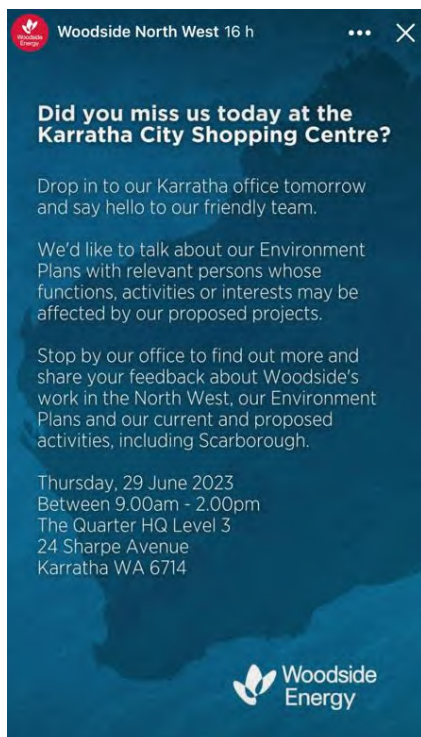 Woodside Energy
Woodside North West 16 h
Did you miss us today at the
Karratha City Shopping Centre?
Drop in to our Karratha office tomorrow
and say hello to our friendly team.
We'd like to talk about our Environment
Plans with relevant persons whose
functions, activities or interests may be
affected by our proposed projects.
Stop by our office to find out more and
share your feedback about Woodside's
work in the North West, our Environment
Plans and our current and proposed
activities, including Scarborough.
Thursday, 29 June 2023
Between 9.00am - 2.00pm
The Quarter HQ Level 3
24 Sharpe Avenue
Karratha WA 6714
Woodside
Energy